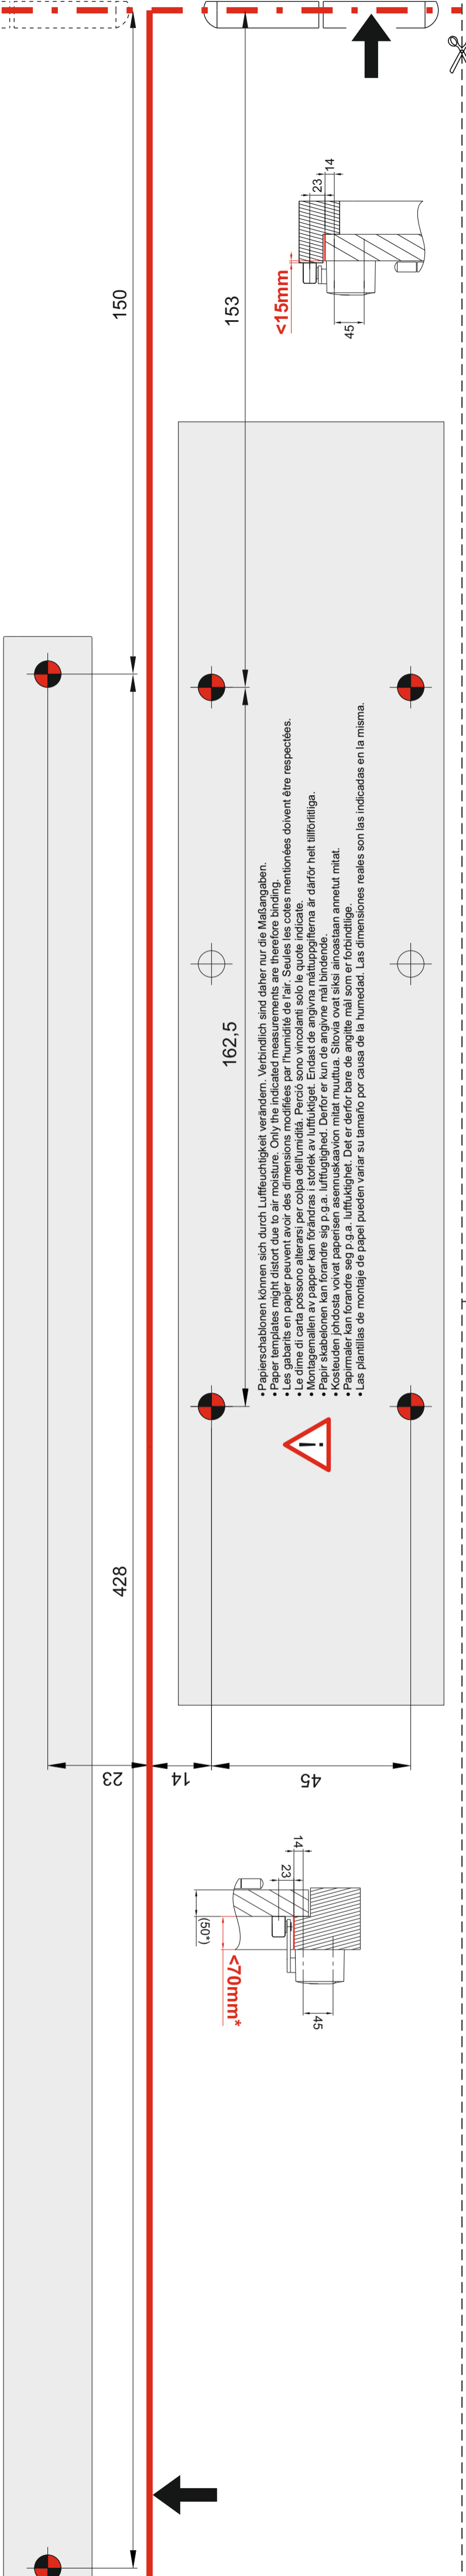 150
153
14
23
<15mm
45
• Papierschablonen können sich durch Luftfeuchtigkeit verändern. Verbindlich sind daher nur die Maßangaben.
• Paper templates might distort due to air moisture. Only the indicated measurements are therefore binding.
• Les gabarits en papier peuvent avoir des dimensions modifiées par l'humidité de l'air. Seules les cotes mentionées doivent être respectées.
• Le dime di carta possono alterarsi per colpa dell'umidità. Perció sono vincolanti solo le quote indicate.
• Montagemallen av papper kan förändras i storlek av luftfuktiget. Endast de angivna måttuppgifterna är därför helt tillförlitliga.
• Papir skabelonen kan forandre sig p.g.a. luftfugtighed. Derfor er kun de angivne mål bindende.
• Kosteuden johdosta voivat paperisen asennuskaavion mitat muuttua. Sitovia ovat siksi ainoastaan annetut mitat.
• Papirmaler kan forandre seg p.g.a. luftfuktighet. Det er derfor bare de angitte mål som er forbindtlige.
• Las plantillas de montaje de papel pueden variar su tamaño por causa de la humedad. Las dimensiones reales son las indicadas en la misma.
162,5
428
23
14
45
14
23
(50*)
<70mm*
45